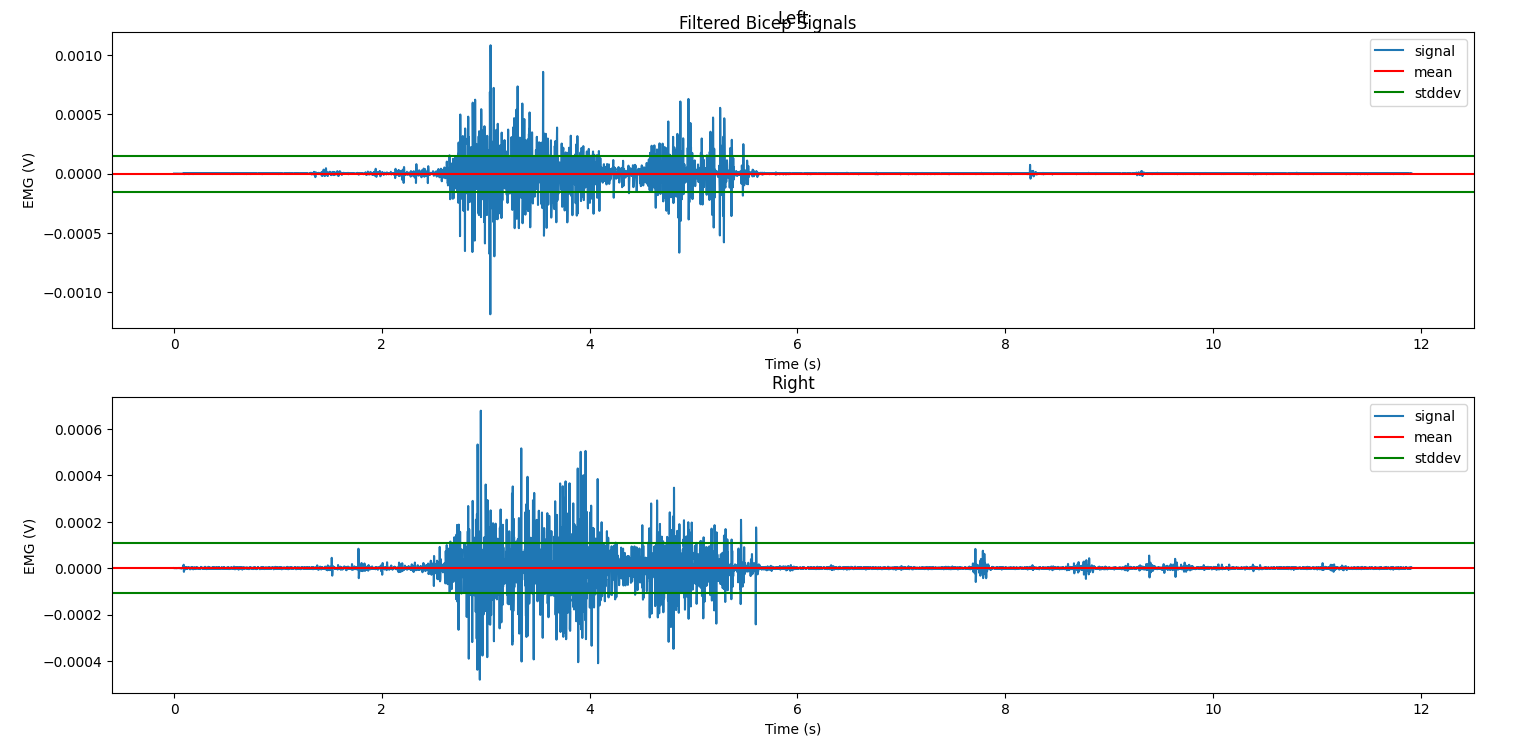 Left
Filtered Bicep Signals
EMG (V)
0.0010
0.0005
0.0000
−0.0005
−0.0010
signal
mean
stddev
0 2 4 6 8 10 12
Time (s)
Right
EMG (V)
0.0006
0.0004
0.0002
0.0000
−0.0002
−0.0004
signal
mean
stddev
0 2 4 6 8 10 12
Time (s)